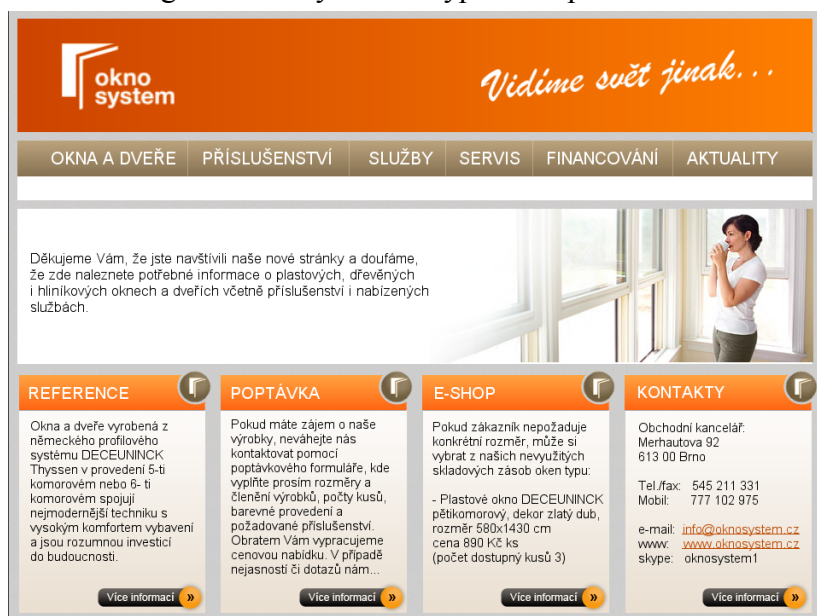 okno
system
Vidíme svět jinak...
OKNA A DVEŘE PŘÍSLUŠENSTVÍ SLUŽBY SERVIS FINANCOVÁNÍ AKTUALITY
Děkujeme Vám, že jste navštívili naše nové stránky a doufáme,
že zde naleznete potřebné informace o plastových, dřevěných
i hliníkových oknech a dveřích včetně příslušenství i nabízených
službách.
REFERENCE
Okna a dveře vyrobená z
německého profilového
systému DECEUNINCK
Thyssen v provedení 5-ti
komorovém nebo 6- ti
komorovém spojují
nejmodernější techniku s
vysokým komfortem vybavení
a jsou rozumnou investicí
do budoucnosti.
Více informací »
POPTÁVKA
Pokud máte zájem o naše
výrobky, neváhejte nás
kontaktovat pomocí
poptávkového formuláře, kde
vyplňte prosím rozměry a
členění výrobků, počty kusů,
barevné provedení a
požadované příslušenství.
Obratem Vám vypracujeme
cenovou nabídku. V případě
nejasností či dotazů nám...
Více informací »
E-SHOP
Pokud zákazník nepožaduje
konkrétní rozměr, může si
vybrat z našich nevyužitých
skladových zásob oken typu:
- Plastové okno DECEUNINCK
pětikomorový, dekor zlatý dub,
rozměr 580x1430 cm
cena 890 Kč ks
(počet dostupný kusů 3)
Více informací »
KONTAKTY
Obchodní kancelář:
Merhautova 92
613 00 Brno
Tel./fax: 545 211 331
Mobil: 777 102 975
e-mail: info@oknosystem.cz
www: www.oknosystem.cz
skype: oknosystem1
Více informací »